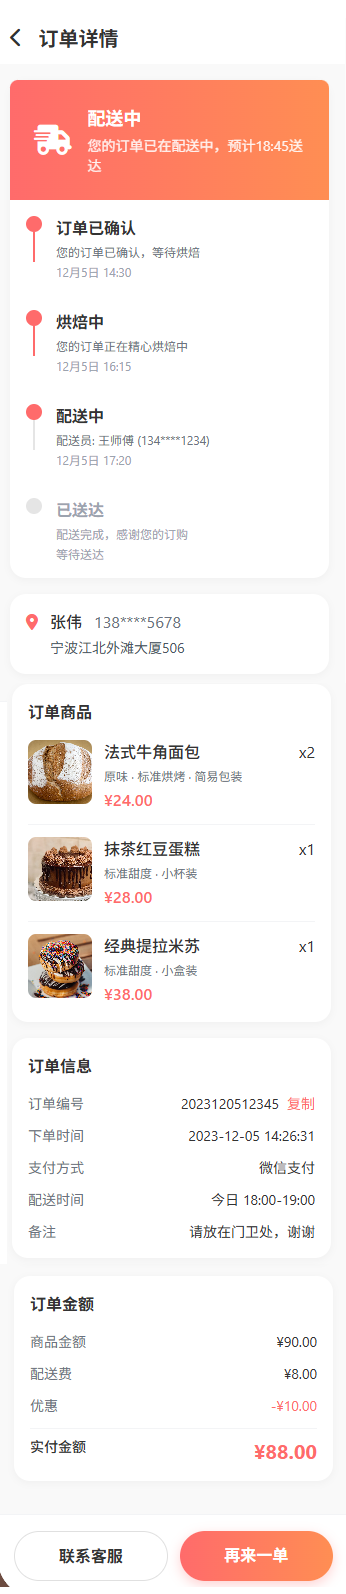 订单详情
配送中
您的订单已在配送中，预计18:45送
达
订单已确认
您的订单已确认，等待烘焙
12月5日 14:30
烘焙中
您的订单正在精心烘焙中
12月5日 16:15
配送中
配送员: 王师傅 (134****1234)
12月5日 17:20
已送达
配送完成，感谢您的订购
等待送达
张伟 138****5678
宁波江北外滩大厦506
订单商品
法式牛角面包 x2
原味 · 标准烘烤 · 简易包装
¥24.00
抹茶红豆蛋糕 x1
标准甜度 · 小杯装
¥28.00
经典提拉米苏 x1
标准甜度 · 小盒装
¥38.00
订单信息
订单编号 2023120512345 复制
下单时间 2023-12-05 14:26:31
支付方式 微信支付
配送时间 今日 18:00-19:00
备注 请放在门卫处，谢谢
订单金额
商品金额 ¥90.00
配送费 ¥8.00
优惠 -¥10.00
实付金额 ¥88.00
联系客服 再来一单